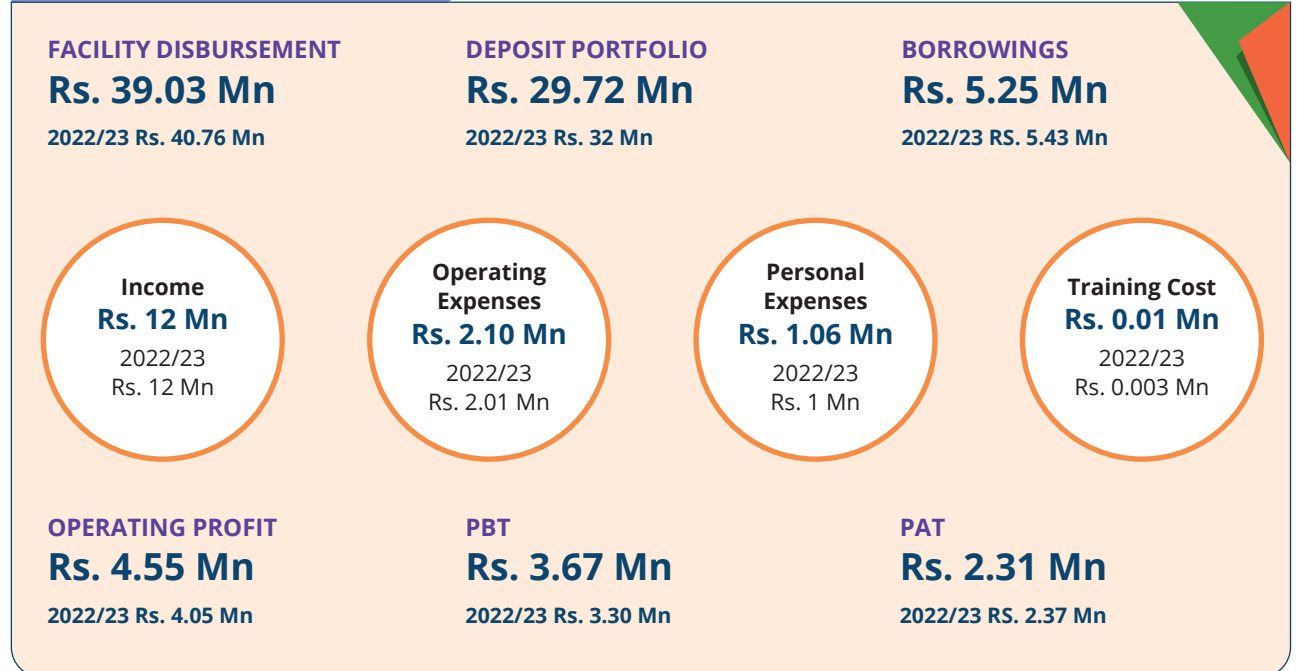 FACILITY DISBURSEMENT
Rs. 39.03 Mn
2022/23 Rs. 40.76 Mn
DEPOSIT PORTFOLIO
Rs. 29.72 Mn
2022/23 Rs. 32 Mn
BORROWINGS
Rs. 5.25 Mn
2022/23 RS. 5.43 Mn
Income
Rs. 12 Mn
2022/23
Rs. 12 Mn
Operating
Expenses
Rs. 2.10 Mn
2022/23
Rs. 2.01 Mn
Personal
Expenses
Rs. 1.06 Mn
2022/23
Rs. 1 Mn
Training Cost
Rs. 0.01 Mn
2022/23
Rs. 0.003 Mn
OPERATING PROFIT
Rs. 4.55 Mn
2022/23 Rs. 4.05 Mn
PBT
Rs. 3.67 Mn
2022/23 Rs. 3.30 Mn
PAT
Rs. 2.31 Mn
2022/23 RS. 2.37 Mn